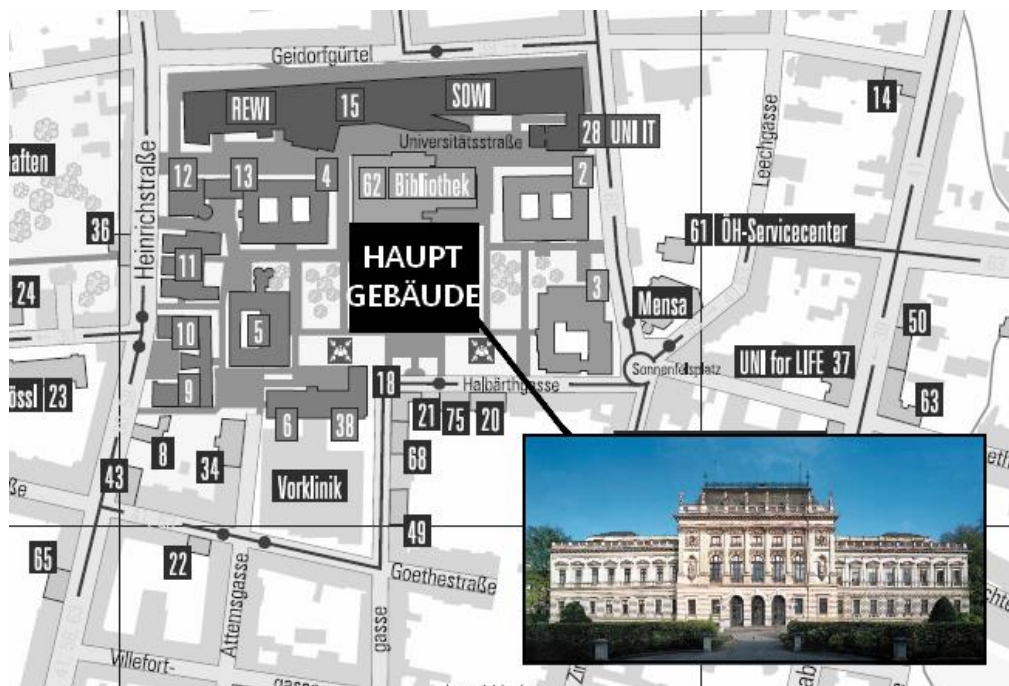 Geidorfgürtel
REWI
15
SOWI
14
Universitätsstraße
28 UNI IT
Leechgasse
aften
12
13
4
62 Bibliothek
2
36
Heinrichstraße
61 ÖH-Servicecenter
63
HAUPT
GEBÄUDE
11
3
24
Mensa
10
5
50
össl 23
9
18
Halbärthgasse
Sonnenfelsplatz
UNI for LIFE 37
63
6
38
21
75
20
8
34
68
43
Vorklinik
49
65
22
Goethestraße
Attemsgasse
gasse
Villefort-
gasse